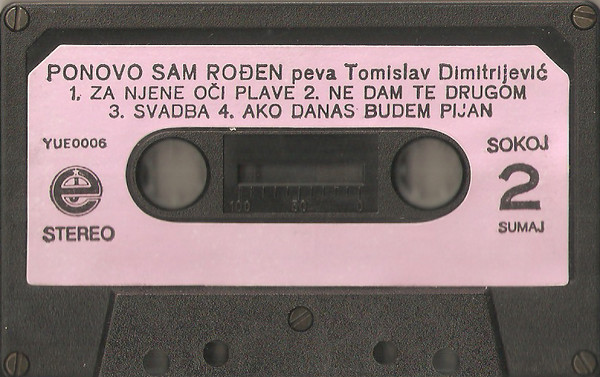 PONOVO SAM ROĐEN peva Tomislav Dimitrijević
1. ZA NJENE OČI PLAVE 2. NE DAM TE DRUGOM
3. SVADBA 4. AKO DANAS BUDEM PIJAN
YUE0006
SOKOJ
2
STEREO
SUMAJ
100 50 0